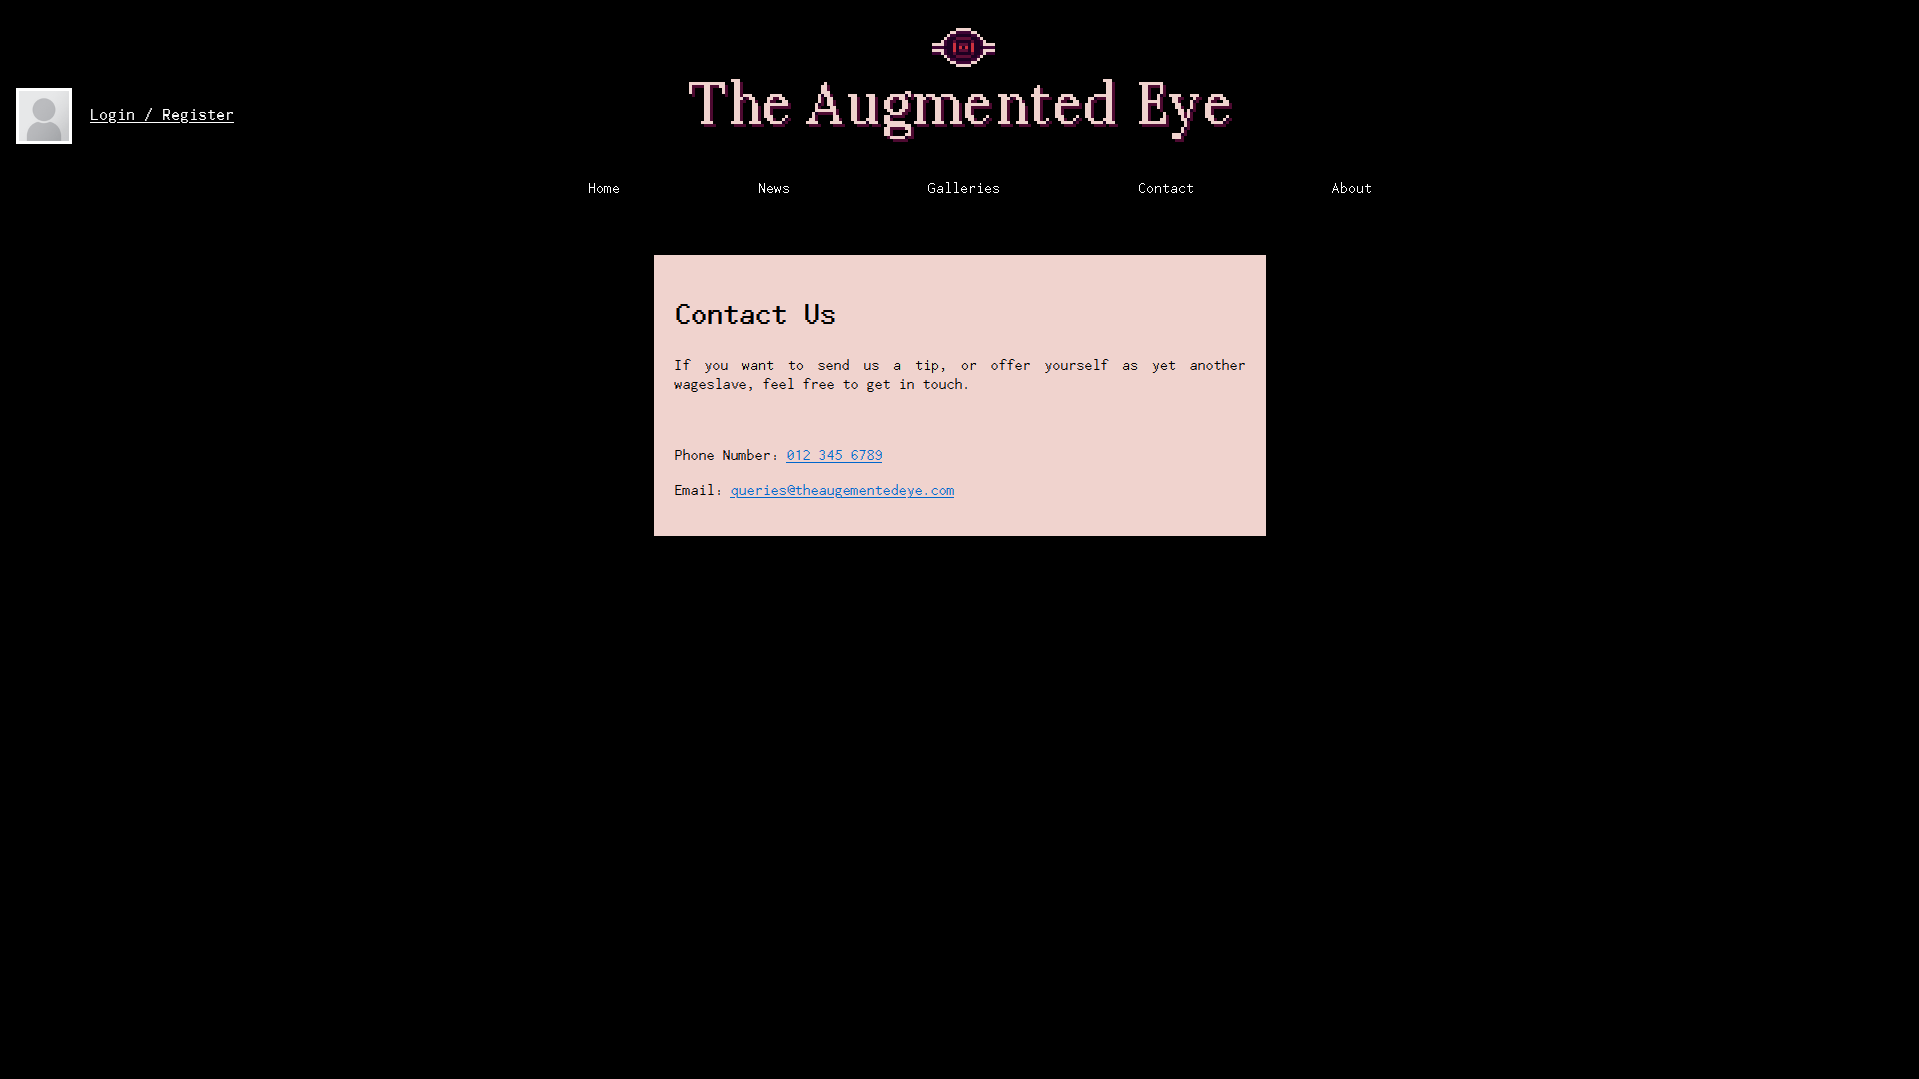 The Augmented Eye
Login / Register
Home News Galleries Contact About
Contact Us
If you want to send us a tip, or offer yourself as yet another
wageslave, feel free to get in touch.
Phone Number: 012 345 6789
Email: queries@theaugementedeye.com